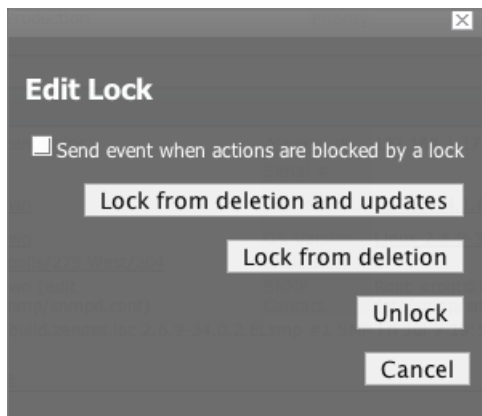 Edit Lock
Send event when actions are blocked by a lock
Lock from deletion and updates
Lock from deletion
Unlock
Cancel